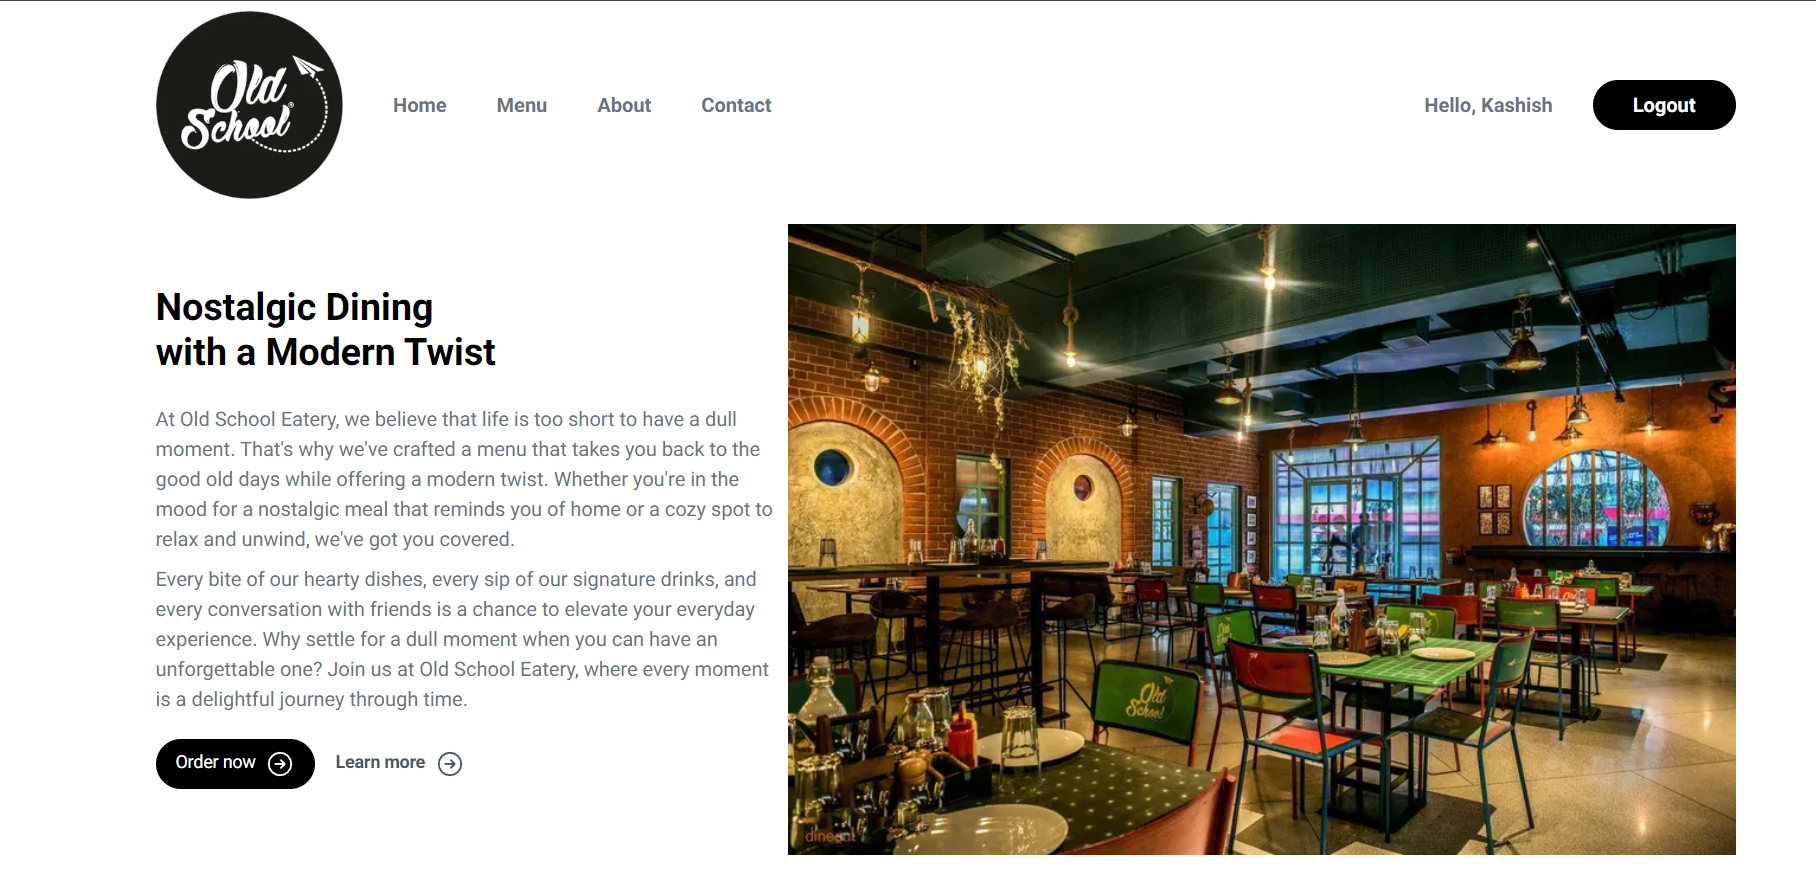 Old
School®
Home Menu About Contact
Hello, Kashish
Logout
Nostalgic Dining
with a Modern Twist
At Old School Eatery, we believe that life is too short to have a dull
moment. That's why we've crafted a menu that takes you back to the
good old days while offering a modern twist. Whether you're in the
mood for a nostalgic meal that reminds you of home or a cozy spot to
relax and unwind, we've got you covered.
Every bite of our hearty dishes, every sip of our signature drinks, and
every conversation with friends is a chance to elevate your everyday
experience. Why settle for a dull moment when you can have an
unforgettable one? Join us at Old School Eatery, where every moment
is a delightful journey through time.
Order now
Learn more
Old
School
dineout